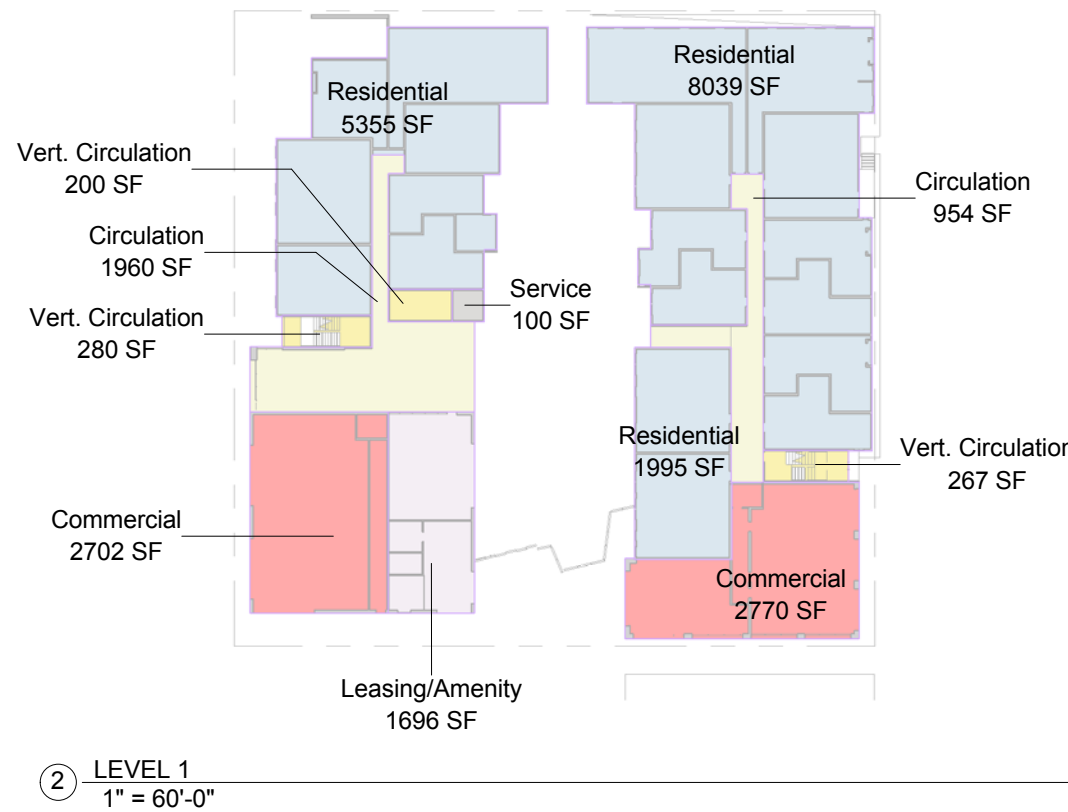 Residential
8039 SF
Residential
5355 SF
Vert. Circulation
200 SF
Circulation
954 SF
Circulation
1960 SF
Service
100 SF
Vert. Circulation
280 SF
Residential
1995 SF
Vert. Circulation
267 SF
Commercial
2702 SF
Commercial
2770 SF
Leasing/Amenity
1696 SF
2
LEVEL 1
1" = 60'-0"